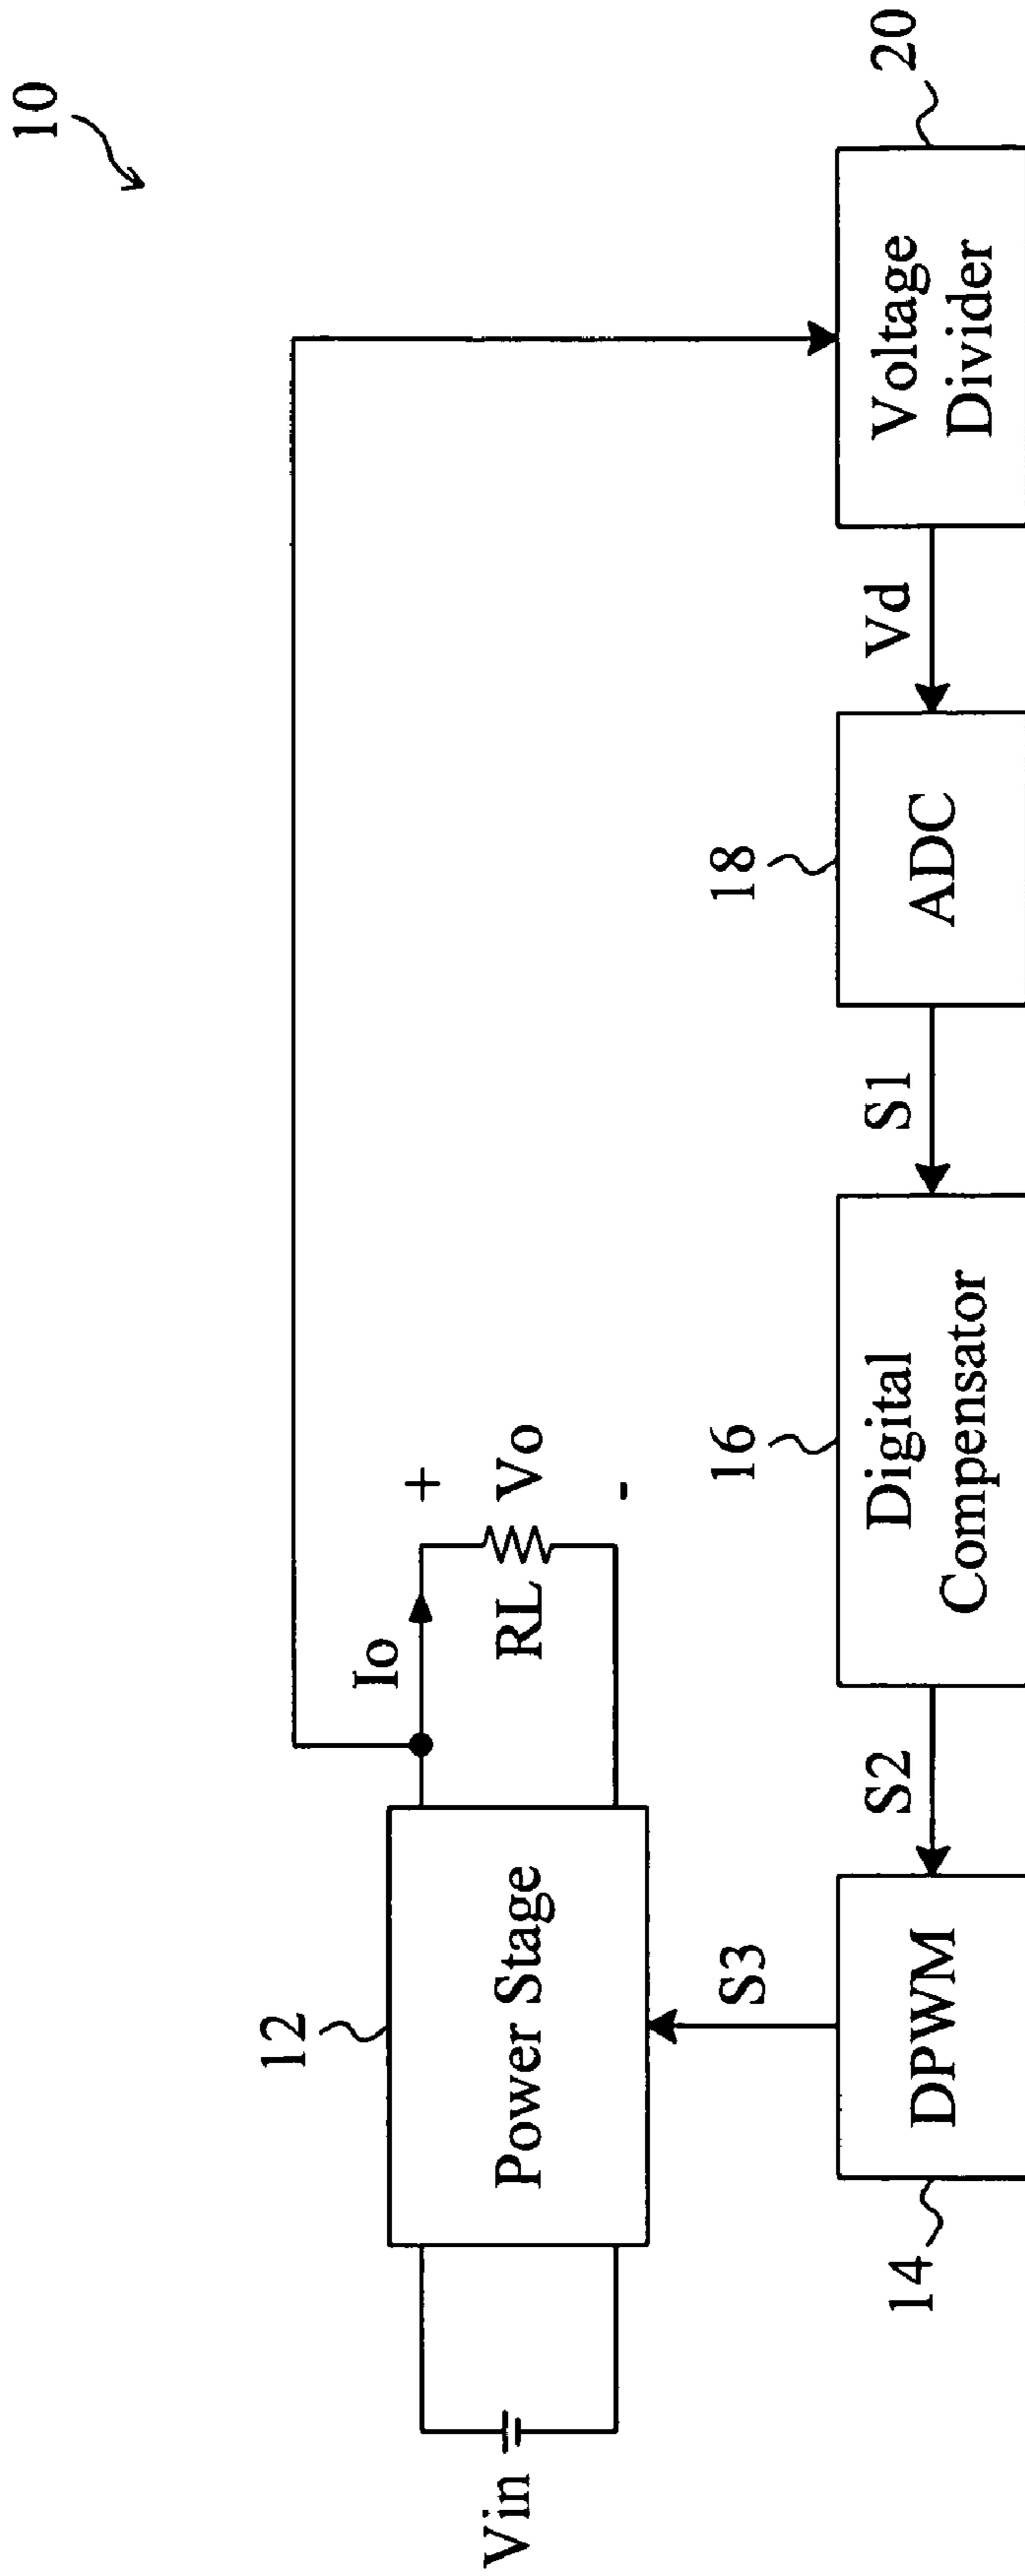 10
Io
12
Vin
Power Stage
RL
Vo
+
-
S3
14
DPWM
S2
16
Digital
Compensator
S1
18
ADC
Vd
Voltage
Divider
20